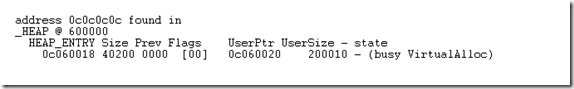 address 0c0c0c0c found in
_HEAP @ 600000
HEAP_ENTRY Size Prev Flags    UserPtr UserSize - state
0c060018 40200 0000  [00]   0c060020    200010 - (busy VirtualAlloc)